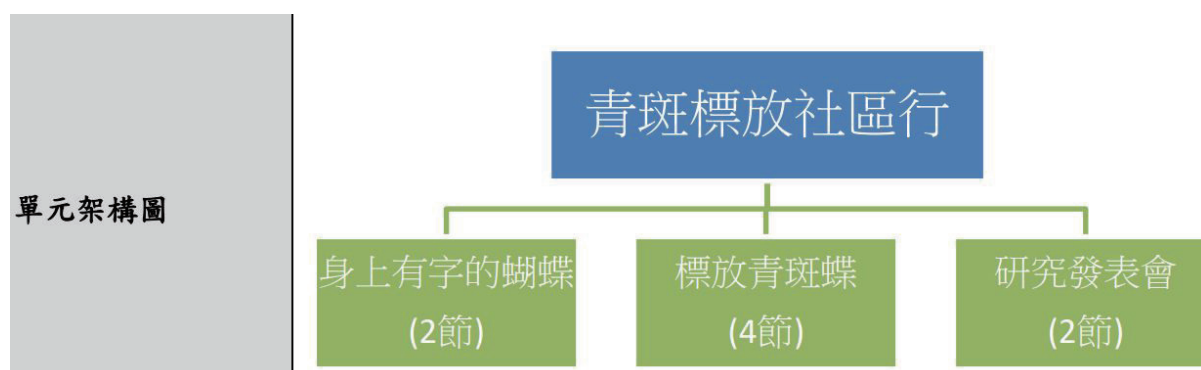 單元架構圖
青斑標放社區行
身上有字的蝴蝶
(2節)
標放青斑蝶
(4節)
研究發表會
(2節)